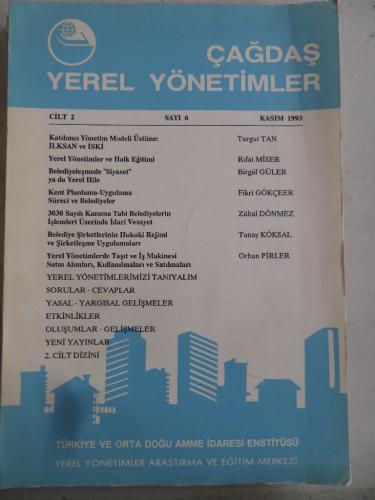 ÇAĞDAŞ
YEREL YÖNETİMLER
CİLT 2 SAYI 6 KASIM 1993
Katılımcı Yönetim Modeli Üstüne: Turgut TAN
İLKSAN ve İSKİ
Yerel Yönetimler ve Halk Eğitimi Rıfat MİSER
Belediyeleşmede "Siyaset" Birgül GÜLER
ya da Yerel Hile
Kent Planlama-Uygulama Fikri GÖKÇEER
Süreci ve Belediyeler
3030 Sayılı Kanuna Tabi Belediyelerin Zühal DÖNMEZ
İşlemleri Üzerinde İdari Vesayet
Belediye Şirketlerinin Hukuki Rejimi Tunay KÖKSAL
ve Şirketleşme Uygulamaları
Yerel Yönetimlerde Taşıt ve İş Makinesi Orhan PİRLER
Satın Alımları, Kullanılmaları ve Satılmaları
YEREL YÖNETİMLERİMİZİ TANIYALIM
SORULAR - CEVAPLAR
YASAL - YARGISAL GELİŞMELER
ETKİNLİKLER
OLUŞUMLAR - GELİŞMELER
YENİ YAYINLAR
2. CİLT DİZİNİ
TÜRKİYE VE ORTA DOĞU AMME İDARESİ ENSTİTÜSÜ
YEREL YÖNETİMLER ARAŞTIRMA VE EĞİTİM MERKEZİ